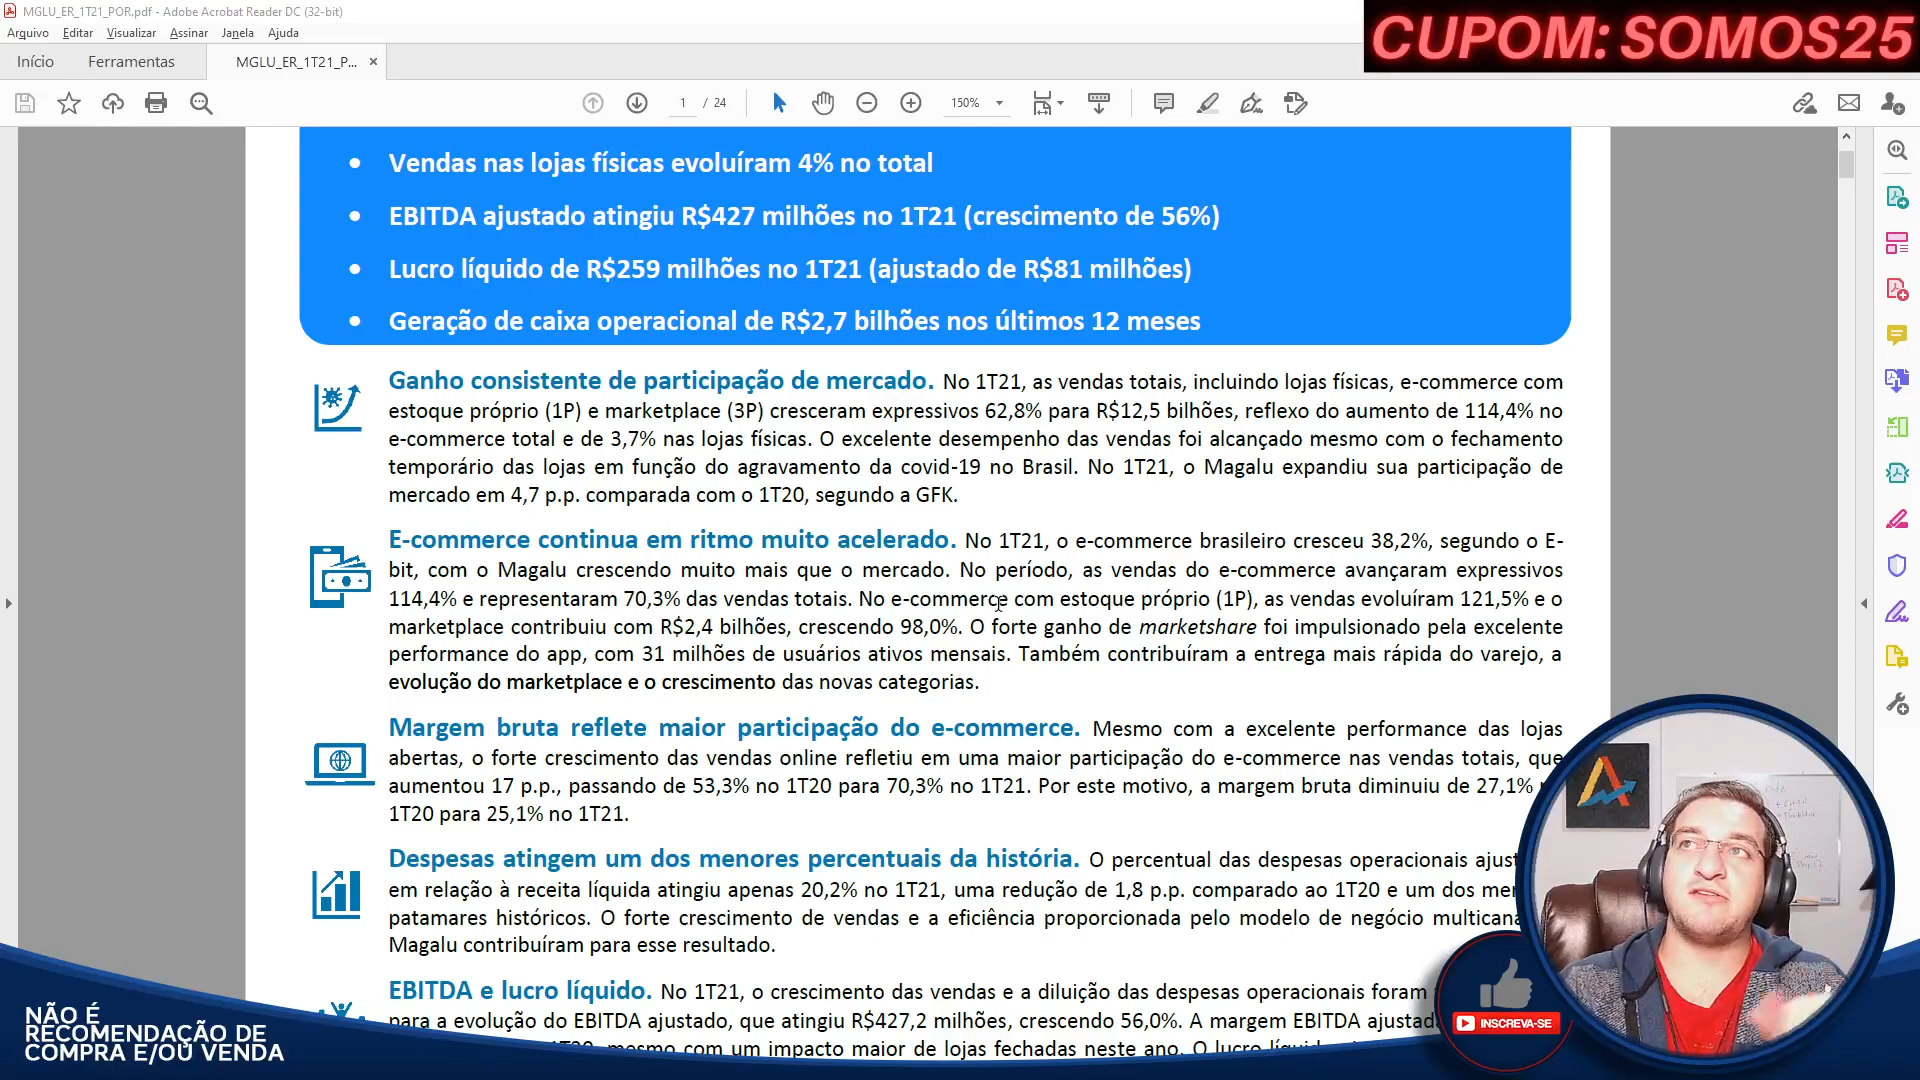 MGLU_ER_1T21_POR.pdf - Adobe Acrobat Reader DC (32-bit)
CUPOM: SOMOS25
Arquivo Editar Visualizar Assinar Janela Ajuda
Início Ferramentas MGLU_ER_1T21_P... ×
1 / 24 150%
• Vendas nas lojas físicas evoluíram 4% no total
• EBITDA ajustado atingiu R$427 milhões no 1T21 (crescimento de 56%)
• Lucro líquido de R$259 milhões no 1T21 (ajustado de R$81 milhões)
• Geração de caixa operacional de R$2,7 bilhões nos últimos 12 meses
Ganho consistente de participação de mercado. No 1T21, as vendas totais, incluindo lojas físicas, e-commerce com
estoque próprio (1P) e marketplace (3P) cresceram expressivos 62,8% para R$12,5 bilhões, reflexo do aumento de 114,4% no
e-commerce total e de 3,7% nas lojas físicas. O excelente desempenho das vendas foi alcançado mesmo com o fechamento
temporário das lojas em função do agravamento da covid-19 no Brasil. No 1T21, o Magalu expandiu sua participação de
mercado em 4,7 p.p. comparada com o 1T20, segundo a GFK.
E-commerce continua em ritmo muito acelerado. No 1T21, o e-commerce brasileiro cresceu 38,2%, segundo o E-
bit, com o Magalu crescendo muito mais que o mercado. No período, as vendas do e-commerce avançaram expressivos
114,4% e representaram 70,3% das vendas totais. No e-commerce com estoque próprio (1P), as vendas evoluíram 121,5% e o
marketplace contribuiu com R$2,4 bilhões, crescendo 98,0%. O forte ganho de marketshare foi impulsionado pela excelente
performance do app, com 31 milhões de usuários ativos mensais. Também contribuíram a entrega mais rápida do varejo, a
evolução do marketplace e o crescimento das novas categorias.
Margem bruta reflete maior participação do e-commerce. Mesmo com a excelente performance das lojas
abertas, o forte crescimento das vendas online refletiu em uma maior participação do e-commerce nas vendas totais, que
aumentou 17 p.p., passando de 53,3% no 1T20 para 70,3% no 1T21. Por este motivo, a margem bruta diminuiu de 27,1%
1T20 para 25,1% no 1T21.
Despesas atingem um dos menores percentuais da história. O percentual das despesas operacionais
em relação à receita líquida atingiu apenas 20,2% no 1T21, uma redução de 1,8 p.p. comparado ao 1T20 e um dos
patamares históricos. O forte crescimento de vendas e a eficiência proporcionada pelo modelo de negócio
Magalu contribuíram para esse resultado.
EBITDA e lucro líquido. No 1T21, o crescimento das vendas e a diluição das despesas operacionais foram
para a evolução do EBITDA ajustado, que atingiu R$427,2 milhões, crescendo 56,0%. A margem EBITDA
mesmo com um impacto maior de lojas fechadas neste ano. O lucro
NÃO É
RECOMENDAÇÃO DE
COMPRA E/OU VENDA
INSCREVA-SE